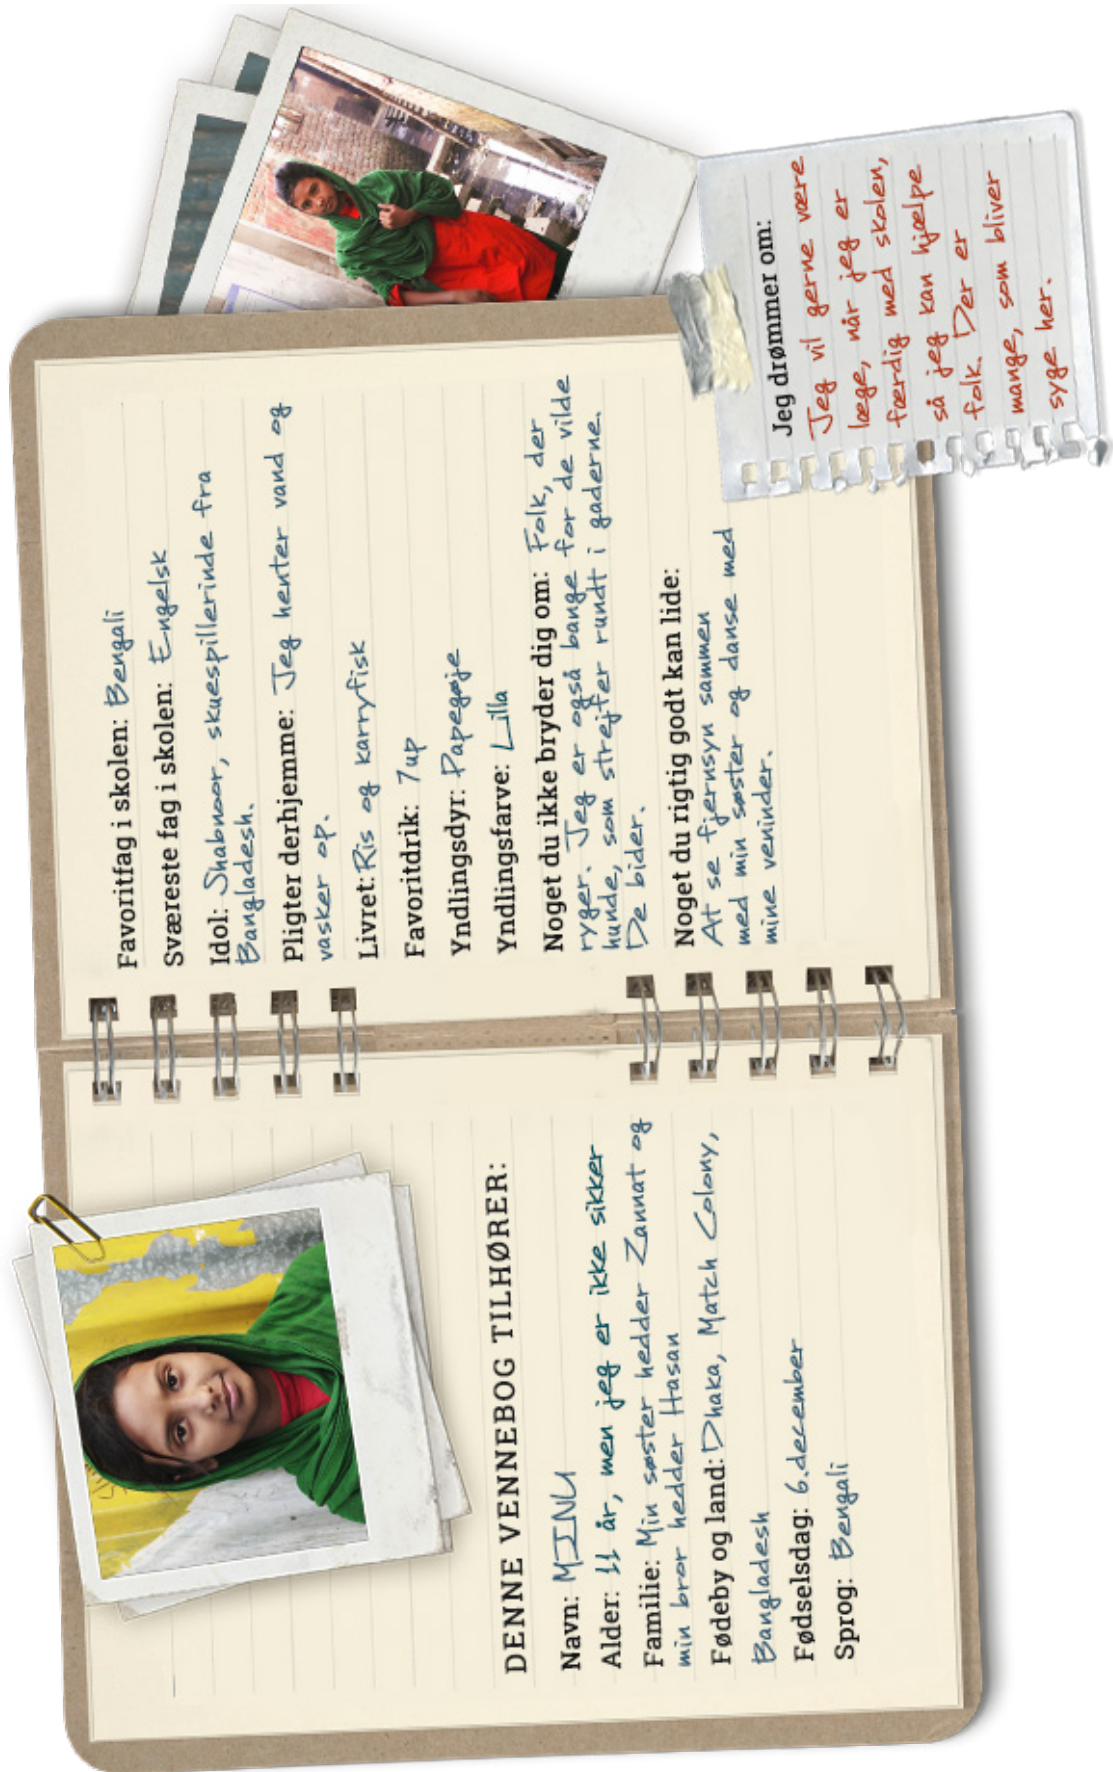 DENNE VENNEBOG TILHØRER:
Navn: MINU
Alder: 11 år, men jeg er ikke sikker
Familie: Min søster hedder Zannat og
min bror hedder Hasan
Fødeby og land: Dhaka, Match Colony,
Bangladesh
Fødselsdag: 6. december
Sprog: Bengali
Favoritfag i skolen: Bengali
Sværeste fag i skolen: Engelsk
Idol: Shabnoor, skuespillerinde fra
Bangladesh.
Pligter derhjemme: Jeg henter vand og
vasker op.
Livret: Ris og karryfisk
Favoritdrik: 7up
Yndlingsdyr: Papegøje
Yndlingsfarve: Lilla
Noget du ikke bryder dig om: Folk, der
ryger. Jeg er også bange for de vilde
hunde, som strejfer rundt i gaderne.
De bider.
Noget du rigtig godt kan lide:
At se fjernsyn sammen
med min søster og danse med
mine veninder.
Jeg drømmer om:
Jeg vil gerne være
læge, når jeg er
færdig med skolen,
så jeg kan hjælpe
folk. Der er
mange, som bliver
syge her.